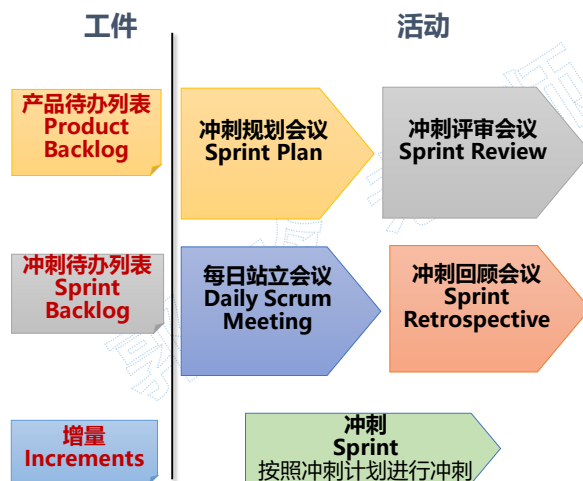 工件
活动
产品待办列表
Product
Backlog
冲刺规划会议
Sprint Plan
冲刺评审会议
Sprint Review
冲刺待办列表
Sprint
Backlog
每日站立会议
Daily Scrum
Meeting
冲刺回顾会议
Sprint
Retrospective
增量
Increments
冲刺
Sprint
按照冲刺计划进行冲刺